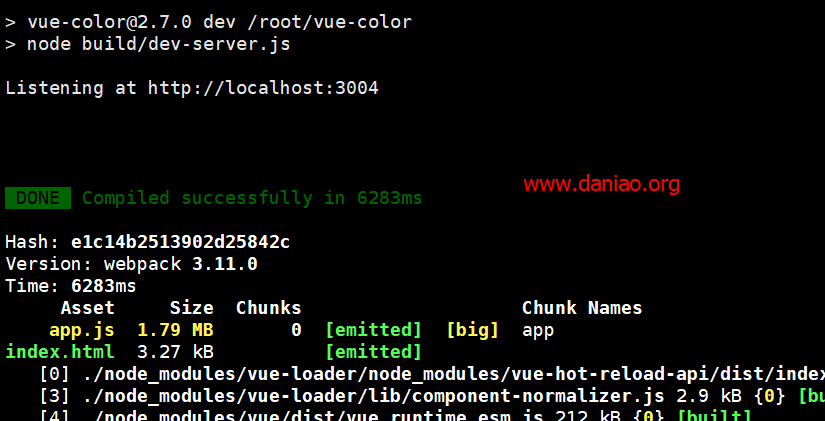 > vue-color@2.7.0 dev /root/vue-color
> node build/dev-server.js
Listening at http://localhost:3004
www.daniao.org
DONE Compiled successfully in 6283ms
Hash: e1c14b2513902d25842c
Version: webpack 3.11.0
Time: 6283ms
Asset Size Chunks Chunk Names
app.js 1.79 MB 0 [emitted] [big] app
index.html 3.27 kB [emitted]
[0] ./node_modules/vue-loader/node_modules/vue-hot-reload-api/dist/index
[3] ./node_modules/vue-loader/lib/component-normalizer.js 2.9 kB {0} [bu
[4] ./node_modules/vue/dist/vue.runtime.esm.js 212 kB {0} [built]